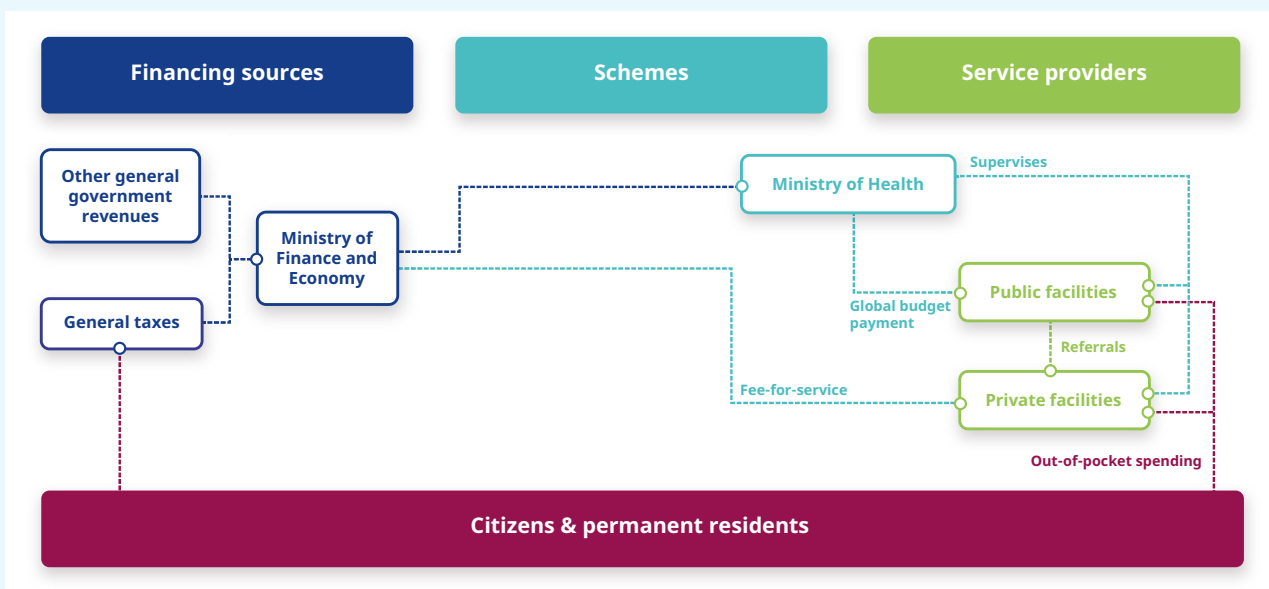 Financing sources
Schemes
Service providers
Other general
government
revenues
Ministry of
Finance and
Economy
General taxes
Ministry of Health
Supervises
Global budget
payment
Public facilities
Referrals
Fee-for-service
Private facilities
Out-of-pocket spending
Citizens & permanent residents